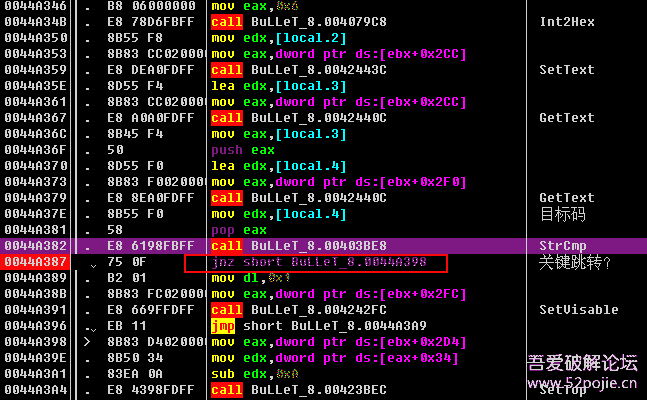 0044A346 . B8 06000000 mov eax,0x6
0044A34B . E8 78D6FBFF call BuLLeT_8.004079C8 Int2Hex
0044A350 . 8B55 F8 mov edx,[local.2]
0044A353 . 8B83 CC020000 mov eax,dword ptr ds:[ebx+0x2CC]
0044A359 . E8 DEA0FDFF call BuLLeT_8.0042443C SetText
0044A35E . 8D55 F4 lea edx,[local.3]
0044A361 . 8B83 CC020000 mov eax,dword ptr ds:[ebx+0x2CC]
0044A367 . E8 A0A0FDFF call BuLLeT_8.0042440C GetText
0044A36C . 8B45 F4 mov eax,[local.3]
0044A36F . 50 push eax
0044A370 . 8D55 F0 lea edx,[local.4]
0044A373 . 8B83 F0020000 mov eax,dword ptr ds:[ebx+0x2F0]
0044A379 . E8 8EA0FDFF call BuLLeT_8.0042440C GetText
0044A37E . 8B55 F0 mov edx,[local.4] 目标码
0044A381 . 58 pop eax
0044A382 . E8 6198FBFF call BuLLeT_8.00403BE8 StrCmp
0044A387 . 75 0F jnz short BuLLeT_8.0044A398 关键跳转?
0044A389 . B2 01 mov dl,0x1
0044A38B . 8B83 FC020000 mov eax,dword ptr ds:[ebx+0x2FC]
0044A391 . E8 669FFDFF call BuLLeT_8.004242FC SetVisable
0044A396 . EB 11 jmp short BuLLeT_8.0044A3A9
0044A398 > 8B83 D4020000 mov eax,dword ptr ds:[ebx+0x2D4]
0044A39E . 8B50 34 mov edx,dword ptr ds:[eax+0x34]
0044A3A1 . 83EA 0A sub edx,0xA
0044A3A4 . E8 4398FDFF call BuLLeT_8.00423BEC SetTop
吾爱破解论坛
www.52pojie.cn